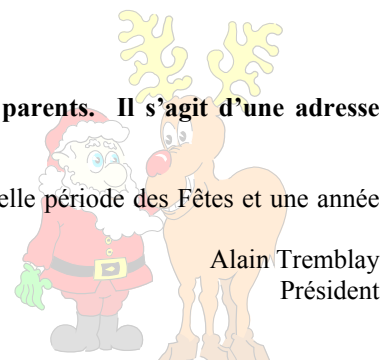 parents. Il s’agit d’une adresse
elle période des Fêtes et une année
Alain Tremblay
Président